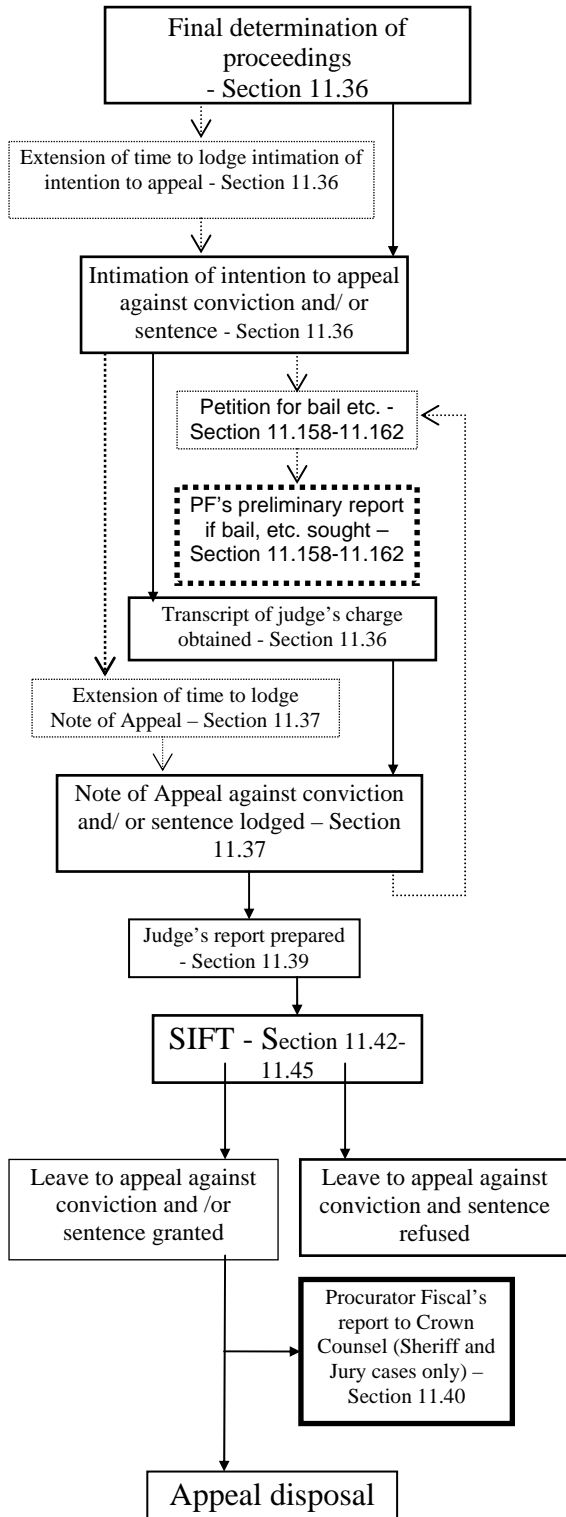 Final determination of
proceedings
- Section 11.36
Extension of time to lodge intimation of
intention to appeal - Section 11.36
Intimation of intention to appeal
against conviction and/ or
sentence - Section 11.36
Petition for bail etc. -
Section 11.158-11.162
PF's preliminary report
if bail, etc. sought –
Section 11.158-11.162
Transcript of judge's charge
obtained - Section 11.36
Extension of time to lodge
Note of Appeal – Section 11.37
Note of Appeal against conviction
and/ or sentence lodged – Section
11.37
Judge's report prepared
- Section 11.39
SIFT - Section 11.42-
11.45
Leave to appeal against
conviction and /or
sentence granted
Leave to appeal against
conviction and sentence
refused
Procurator Fiscal's
report to Crown
Counsel (Sheriff and
Jury cases only) –
Section 11.40
Appeal disposal